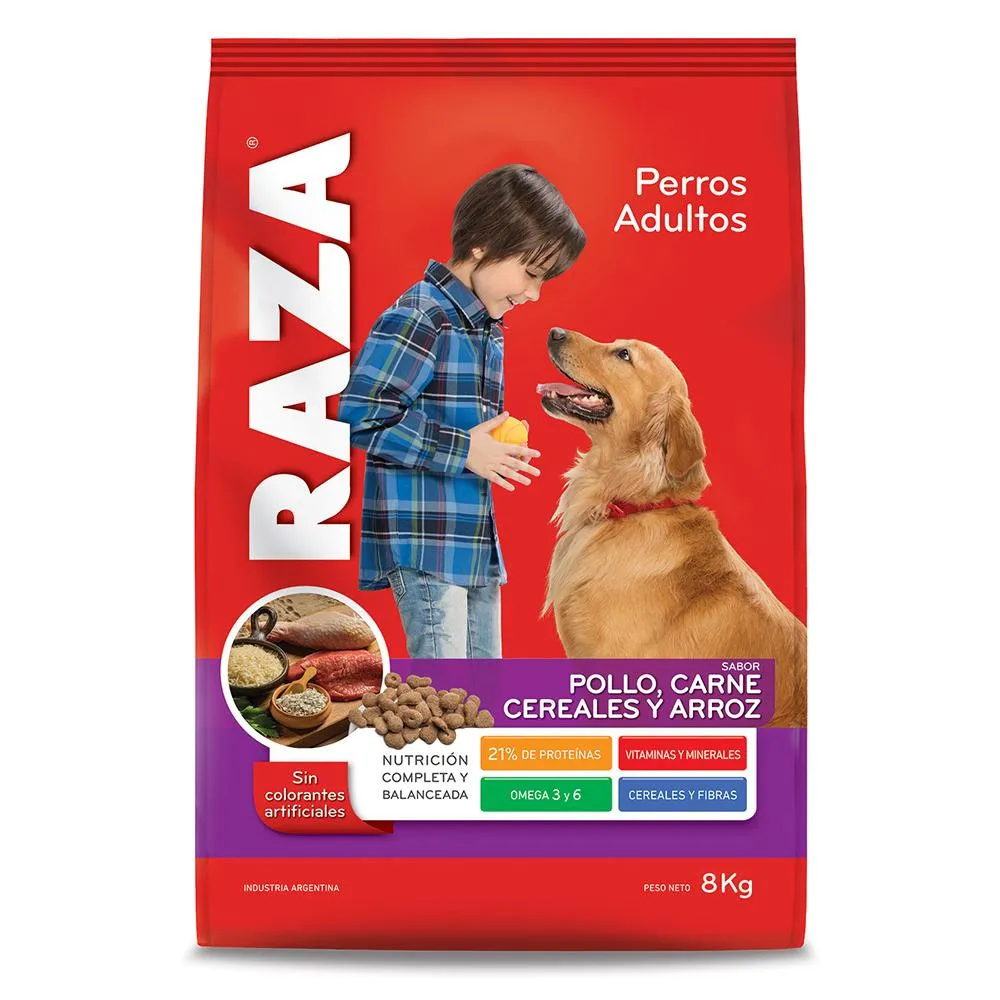 RAZA®
Perros
Adultos
SABOR
POLLO, CARNE
CEREALES Y ARROZ
NUTRICIÓN
COMPLETA Y
BALANCEADA
21% DE PROTEÍNAS
VITAMINAS Y MINERALES
OMEGA 3 y 6
CEREALES Y FIBRAS
Sin
colorantes
artificiales
INDUSTRIA ARGENTINA
PESO NETO 8Kg